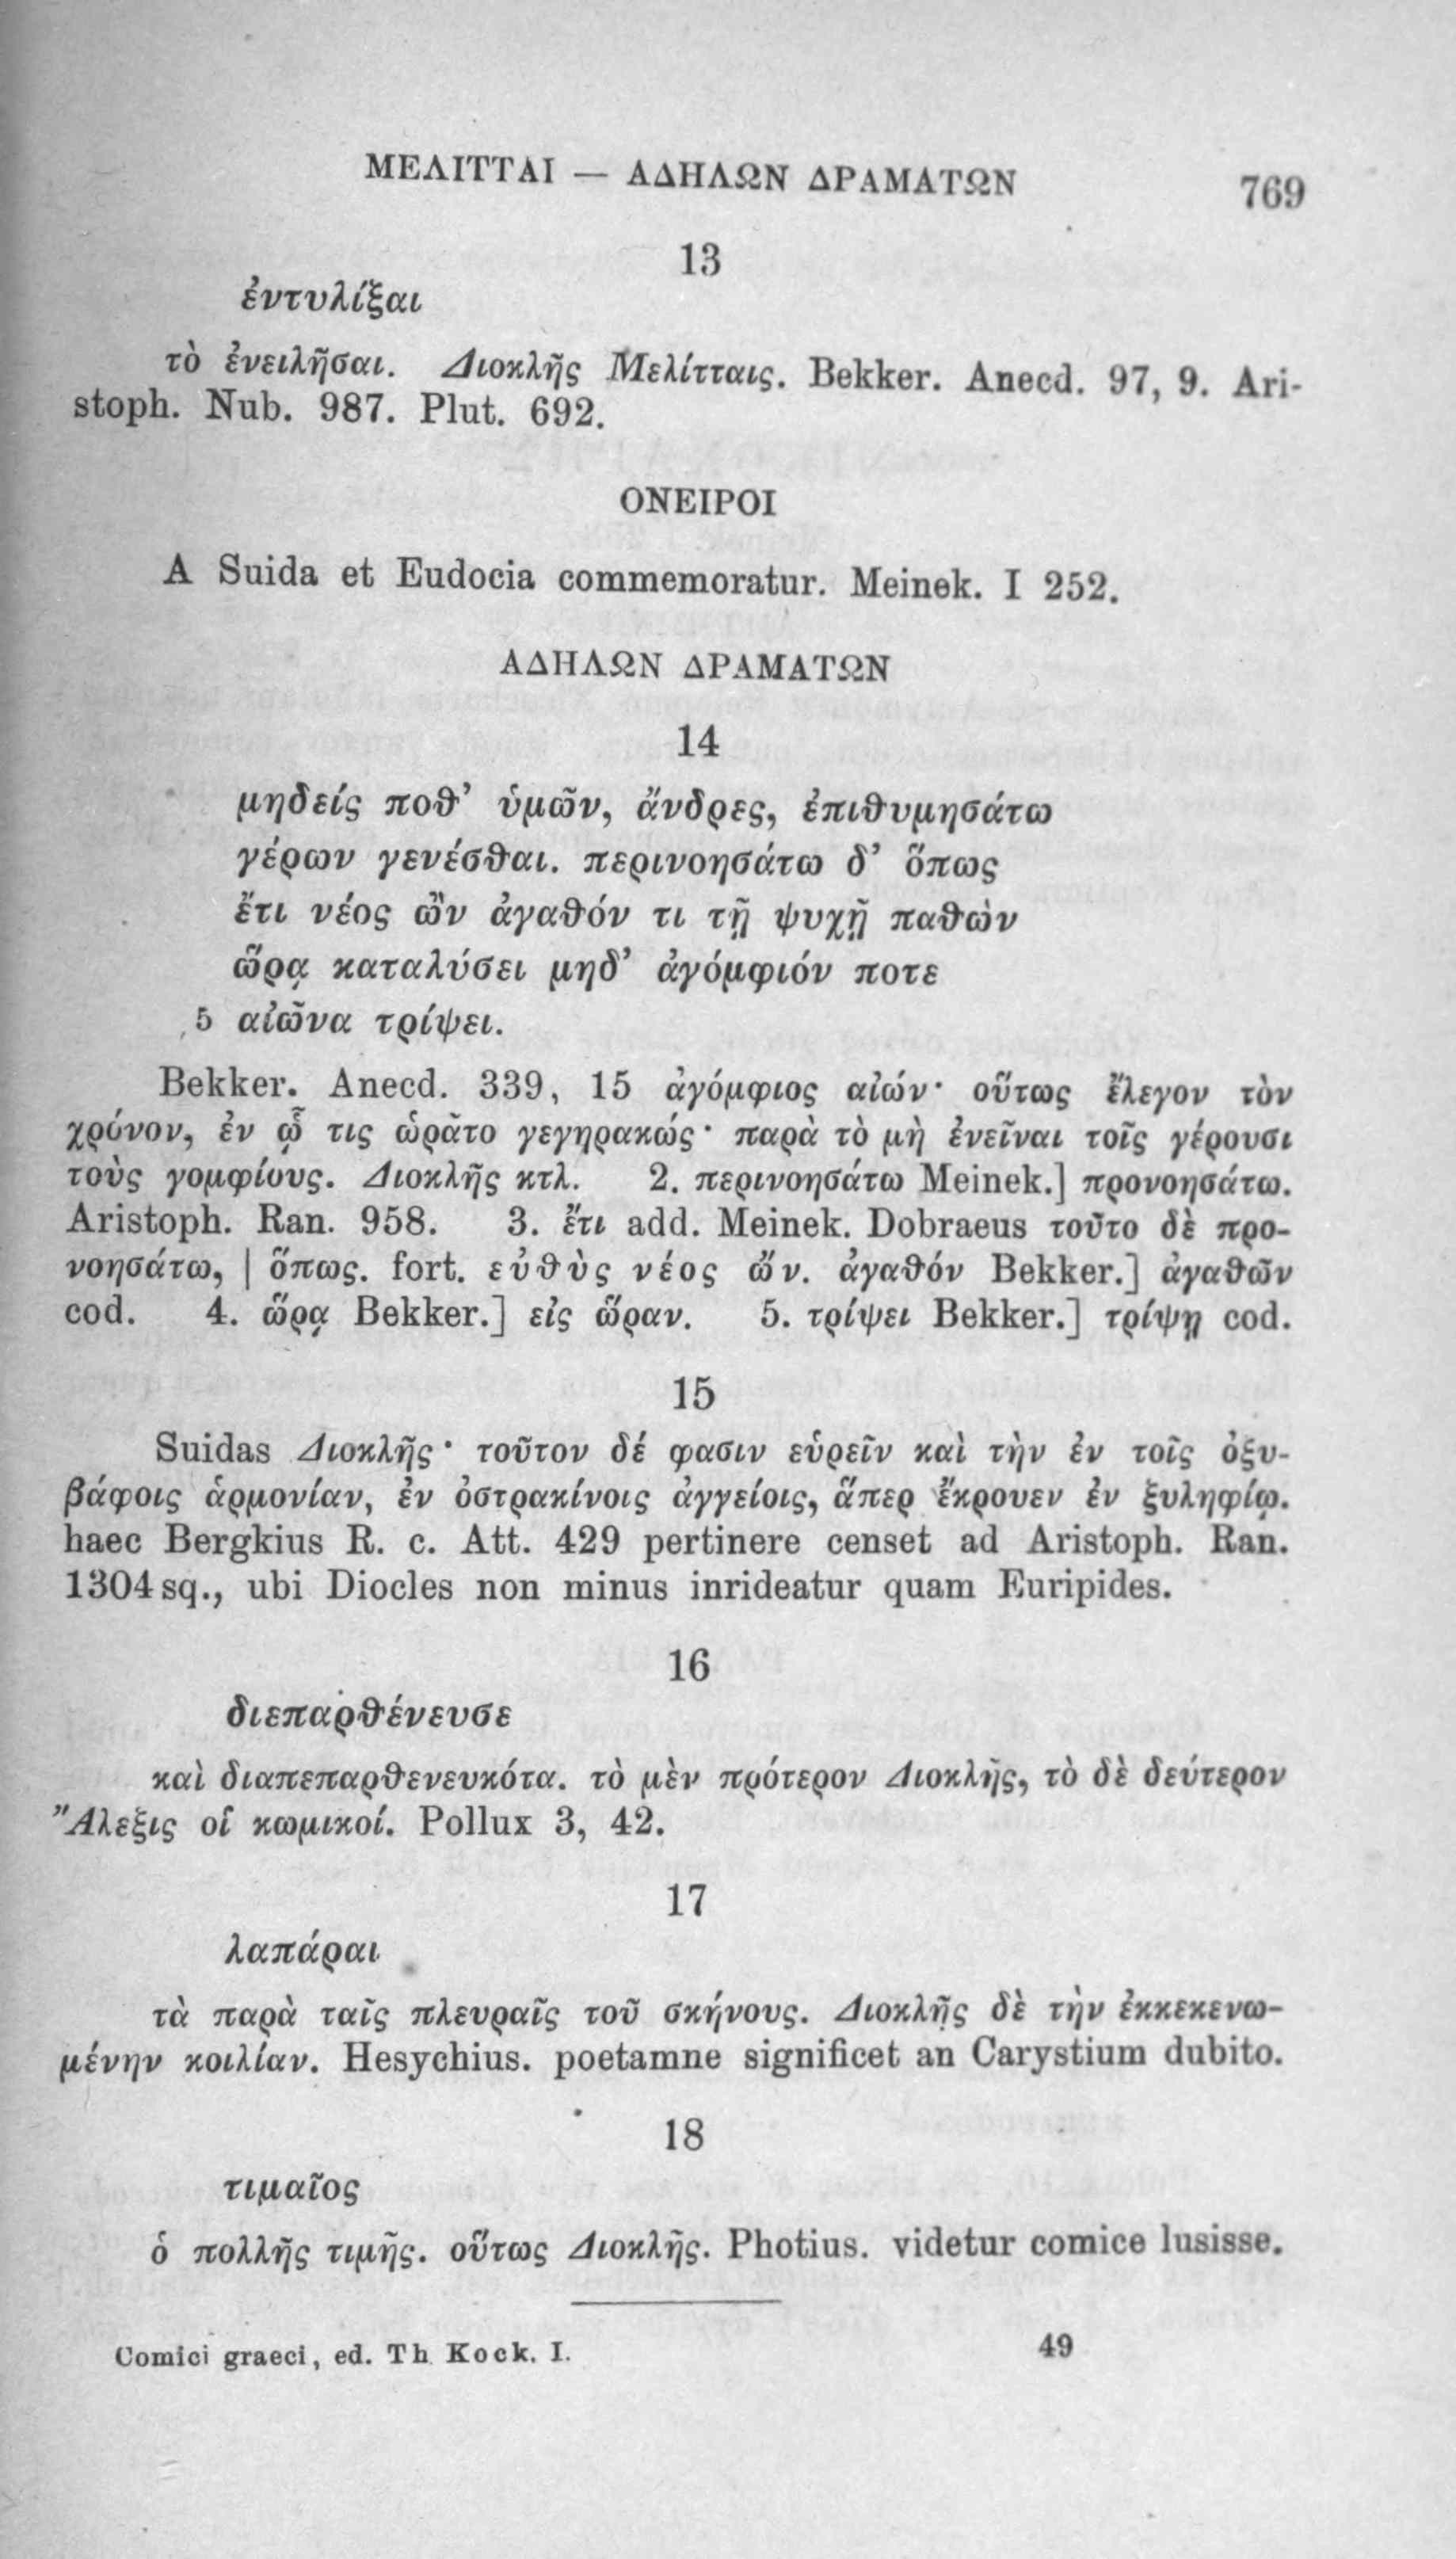 ΜΕΛΙΤΤΑΙ — ΑΔΗΛΩΝ ΔΡΑΜΑΤΩΝ 769
13
ἐντυλίξαι
τὸ ἐνειλῆσαι. Διοκλῆς Μελίτταις. Bekker. Anecd. 97, 9. Ari-
stoph. Nub. 987. Plut. 692.
ΟΝΕΙΡΟΙ
A Suida et Eudocia commemoratur. Meinek. I 252.
ΑΔΗΛΩΝ ΔΡΑΜΑΤΩΝ
14
μηδείς ποθ’ ὑμῶν, ἄνδρες, ἐπιθυμησάτω
γέρων γενέσθαι. περινοησάτω δ’ ὅπως
ἔτι νέος ὢν ἀγαθόν τι τῇ ψυχῇ παθὼν
ὥρᾳ καταλύσει μηδ’ ἀγόμφιόν ποτε
5 αἰῶνα τρίψει.
Bekker. Anecd. 339, 15 ἀγόμφιος αἰών· οὕτως ἔλεγον τὸν
χρόνον, ἐν ᾧ τις ὡρᾶτο γεγηρακώς· παρὰ τὸ μὴ ἐνεῖναι τοῖς γέρουσι
τοὺς γομφίους. Διοκλῆς κτλ. 2. περινοησάτω Meinek.] προνοησάτω.
Aristoph. Ran. 958. 3. ἔτι add. Meinek. Dobraeus τοῦτο δὲ προ-
νοησάτω, | ὅπως. fort. εὐθὺς νέος ὤν. ἀγαθόν Bekker.] ἀγαθῶν
cod. 4. ὥρᾳ Bekker.] εἰς ὥραν. 5. τρίψει Bekker.] τρίψῃ cod.
15
Suidas Διοκλῆς· τοῦτον δέ φασιν εὑρεῖν καὶ τὴν ἐν τοῖς ὀξυ-
βάφοις ἁρμονίαν, ἐν ὀστρακίνοις ἀγγείοις, ἅπερ ἔκρουεν ἐν ξυληφίῳ.
haec Bergkius R. c. Att. 429 pertinere censet ad Aristoph. Ran.
1304 sq., ubi Diocles non minus inrideatur quam Euripides.
16
διεπαρθένευσε
καὶ διαπεπαρθενευκότα. τὸ μὲν πρότερον Διοκλῆς, τὸ δὲ δεύτερον
Ἄλεξις οἱ κωμικοί. Pollux 3, 42.
17
λαπάραι
τὰ παρὰ ταῖς πλευραῖς τοῦ σκήνους. Διοκλῆς δὲ τὴν ἐκκεκενω-
μένην κοιλίαν. Hesychius. poetamne significet an Carystium dubito.
18
τιμαῖος
ὁ πολλῆς τιμῆς. οὕτως Διοκλῆς. Photius. videtur comice lusisse.
Comici graeci, ed. Th Kock. I. 49